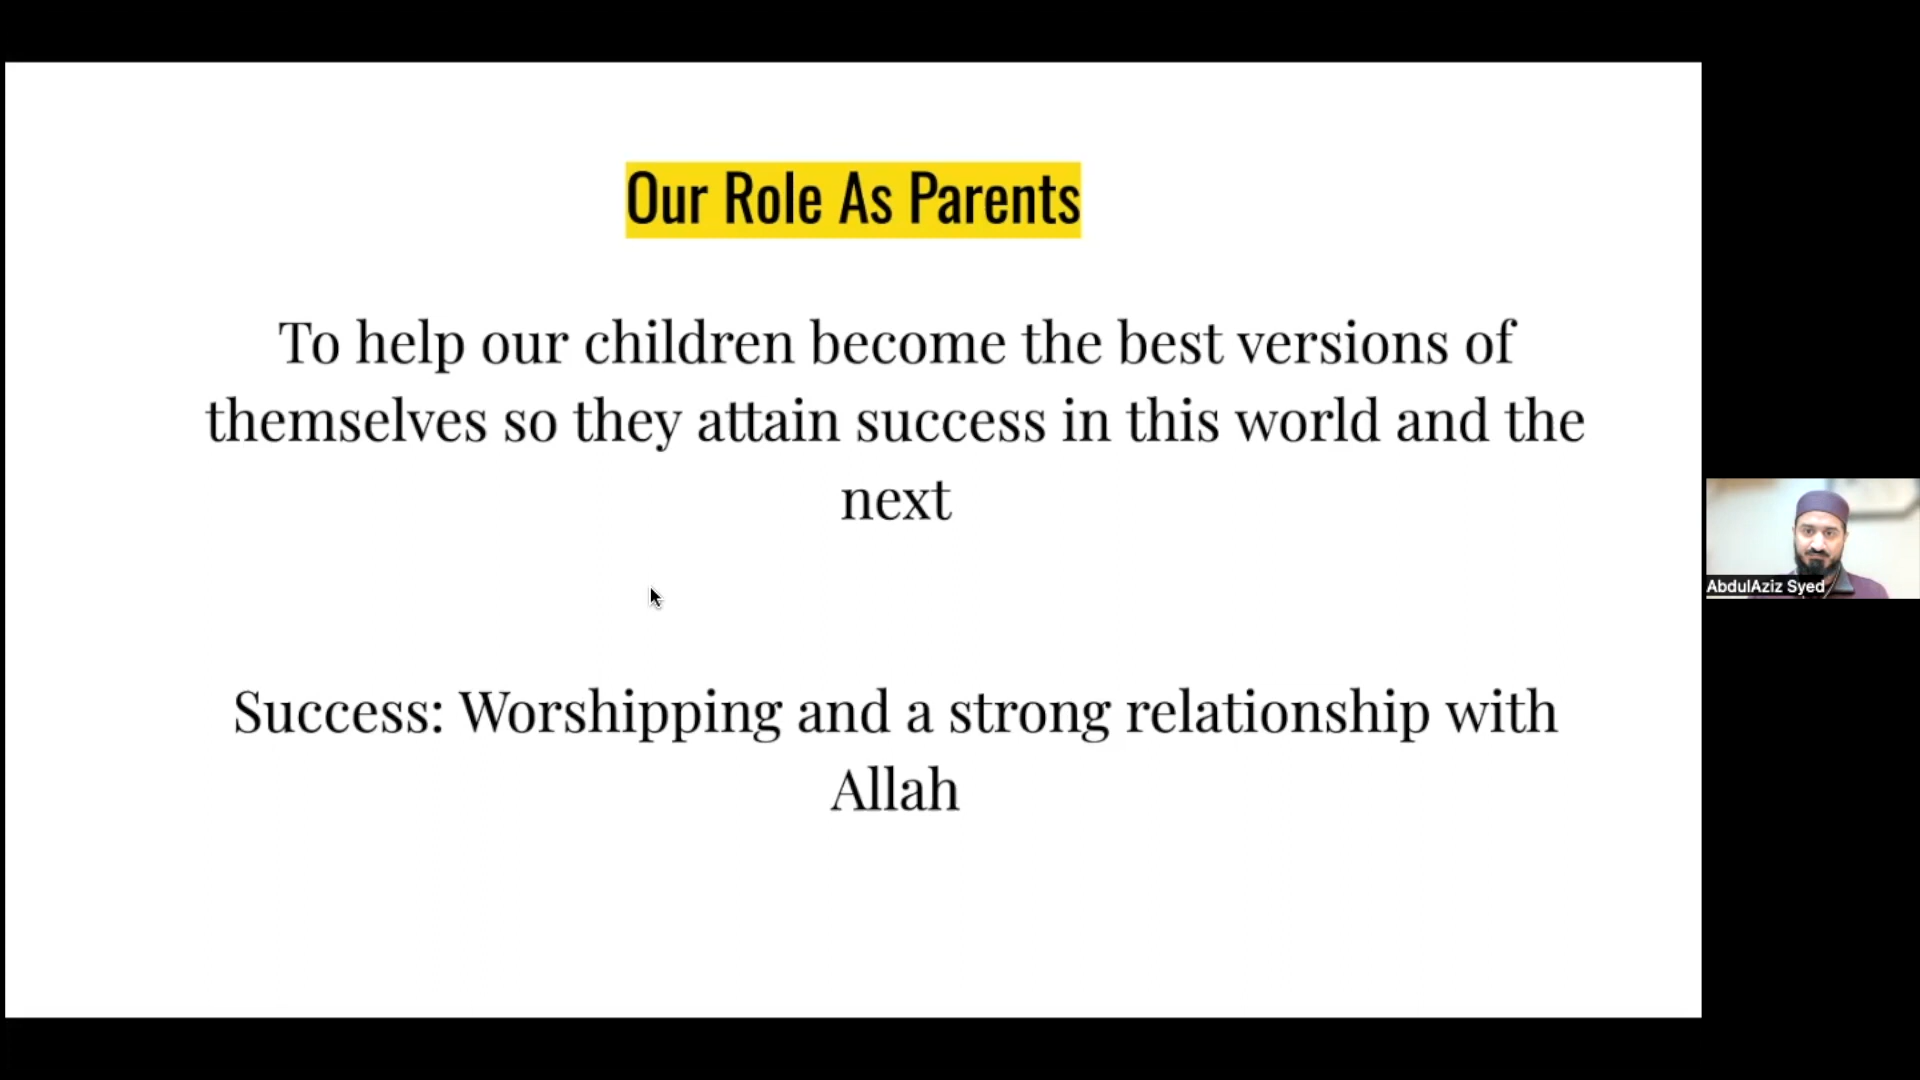 Our Role As Parents
To help our children become the best versions of
themselves so they attain success in this world and the
next
Success: Worshipping and a strong relationship with
Allah
AbdulAziz Syed